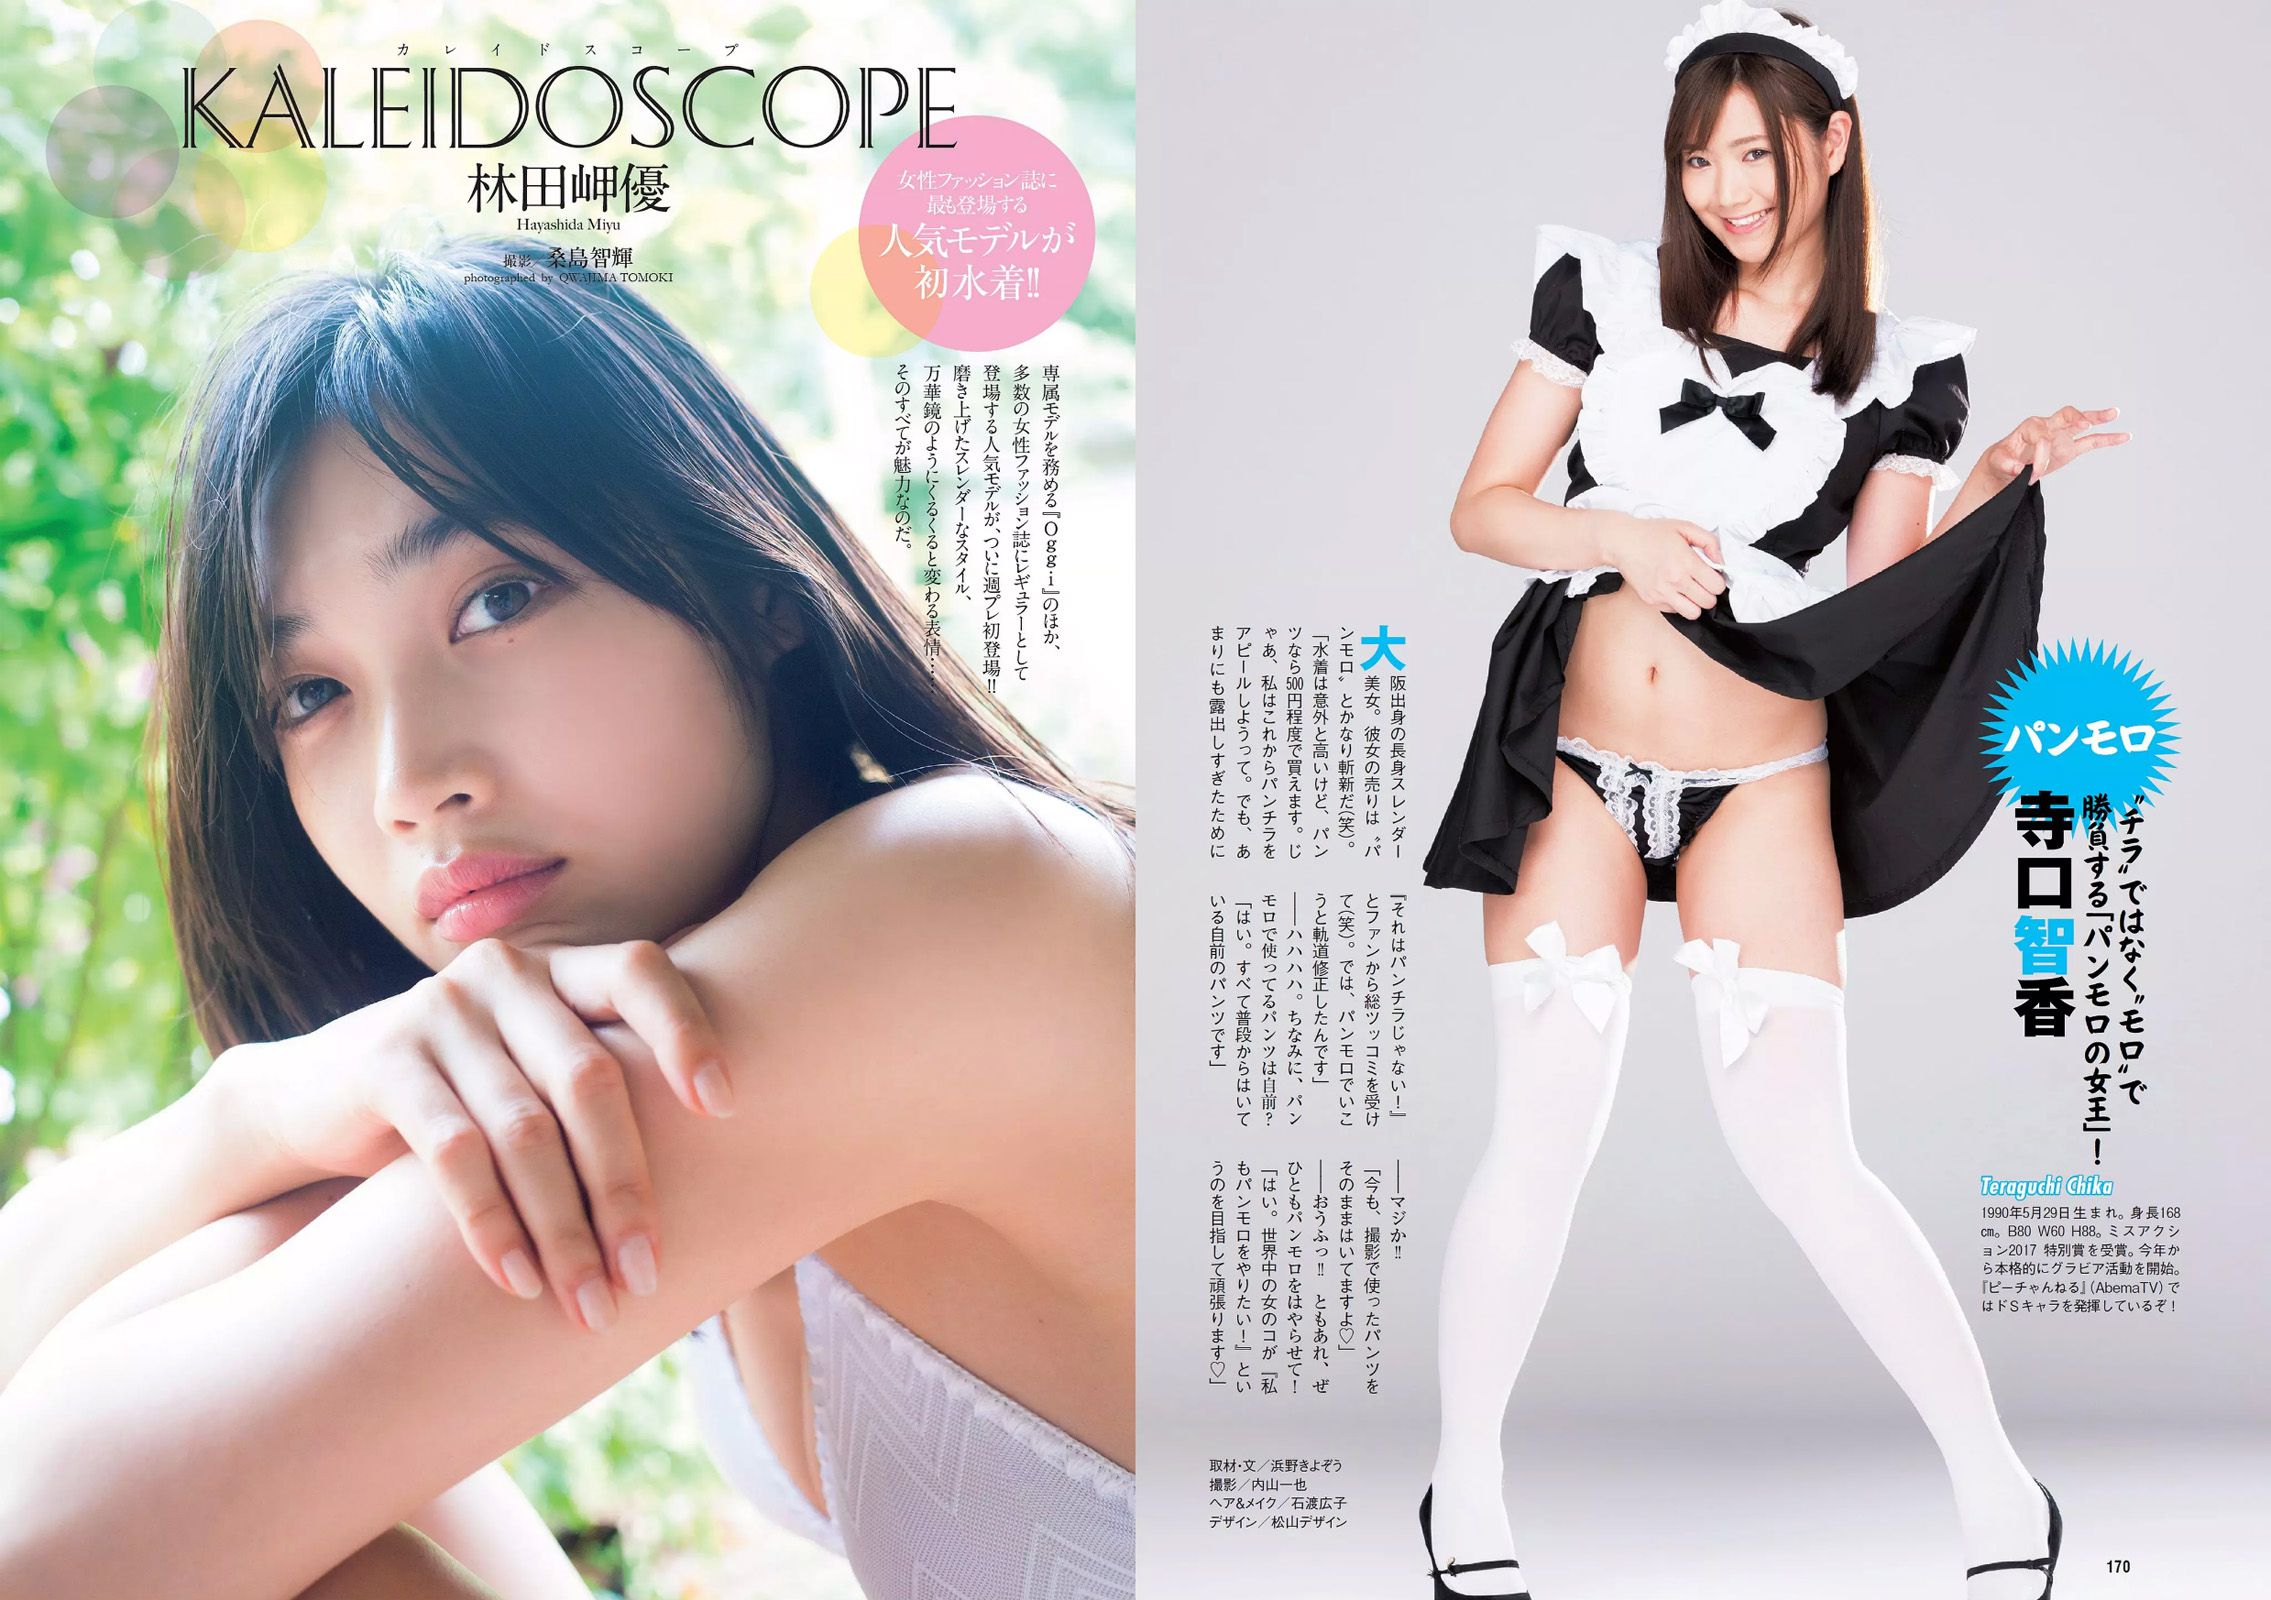 カレイドスコープ
KALEIDOSCOPE
林田岬優
Hayashida Miyu
撮影／桑島智輝
photographed by QWAJIMA TOMOKI
女性ファッション誌に
最も登場する
人気モデルが
初水着!!
専属モデルを務める『Oggi』のほか、
多数の女性ファッション誌にレギュラーとして
登場する人気モデルが、ついに週プレ初登場!!
磨き上げたスレンダーなスタイル、
万華鏡のようにくるくると変わる表情……
そのすべてが魅力なのだ。
パンモロ
“チラ”ではなく“モロ”で
勝負する「パンモロの女王」！
寺口智香
Teraguchi Chika
1990年5月29日生まれ。身長168
cm。B80 W60 H88。ミスアクシ
ョン2017 特別賞を受賞。今年か
ら本格的にグラビア活動を開始。
『ピーチゃんねる』（AbemaTV）で
はドSキャラを発揮しているぞ！
大阪出身の長身スレンダー
美女。彼女の売りは〝パ
ンモロ〟とかなり斬新だ（笑）。
「水着は意外と高いけど、パン
ツなら500円程度で買えます。じ
ゃあ、私はこれからパンチラを
アピールしようって。でも、あ
まりにも露出しすぎたために
『それはパンチラじゃない！』
とファンから総ツッコミを受け
て（笑）。では、パンモロでいこ
うと軌道修正したんです」
――ハハハハ。ちなみに、パン
モロで使ってるパンツは自前？
「はい。すべて普段からはいて
いる自前のパンツです」
――マジか!!
「今も、撮影で使ったパンツを
そのままはいてますよ♡」
――おうふっ!! ともあれ、ぜ
ひともパンモロをはやらせて！
「はい。世界中の女のコが『私
もパンモロをやりたい！』とい
うのを目指して頑張ります♡」
取材・文／浜野きよぞう
撮影／内山一也
ヘア&メイク／石渡広子
デザイン／松山デザイン
170